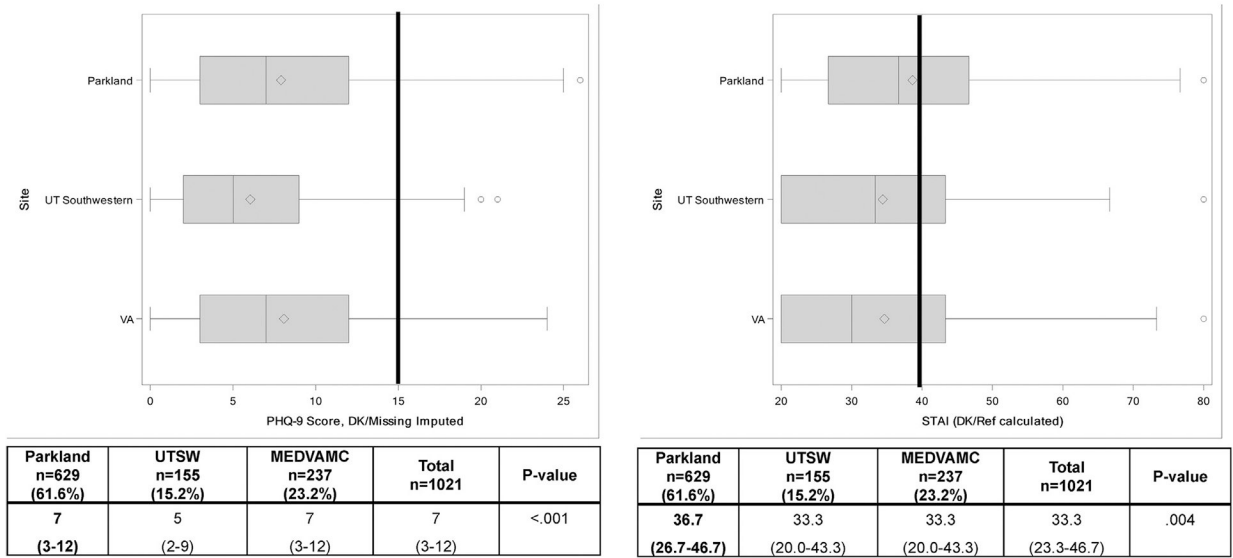 Parkland
UT Southwestern
VA
Site
0 5 10 15 20 25
PHQ-9 Score, DK/Missing Imputed
Parkland
n=629
(61.6%)
UTSW
n=155
(15.2%)
MEDVAMC
n=237
(23.2%)
Total
n=1021
P-value
7 5 7 7 <.001
(3-12) (2-9) (3-12) (3-12)
Parkland
UT Southwestern
VA
Site
20 30 40 50 60 70 80
STAI (DK/Ref calculated)
Parkland
n=629
(61.6%)
UTSW
n=155
(15.2%)
MEDVAMC
n=237
(23.2%)
Total
n=1021
P-value
36.7 33.3 33.3 33.3 .004
(26.7-46.7) (20.0-43.3) (20.0-43.3) (23.3-46.7)